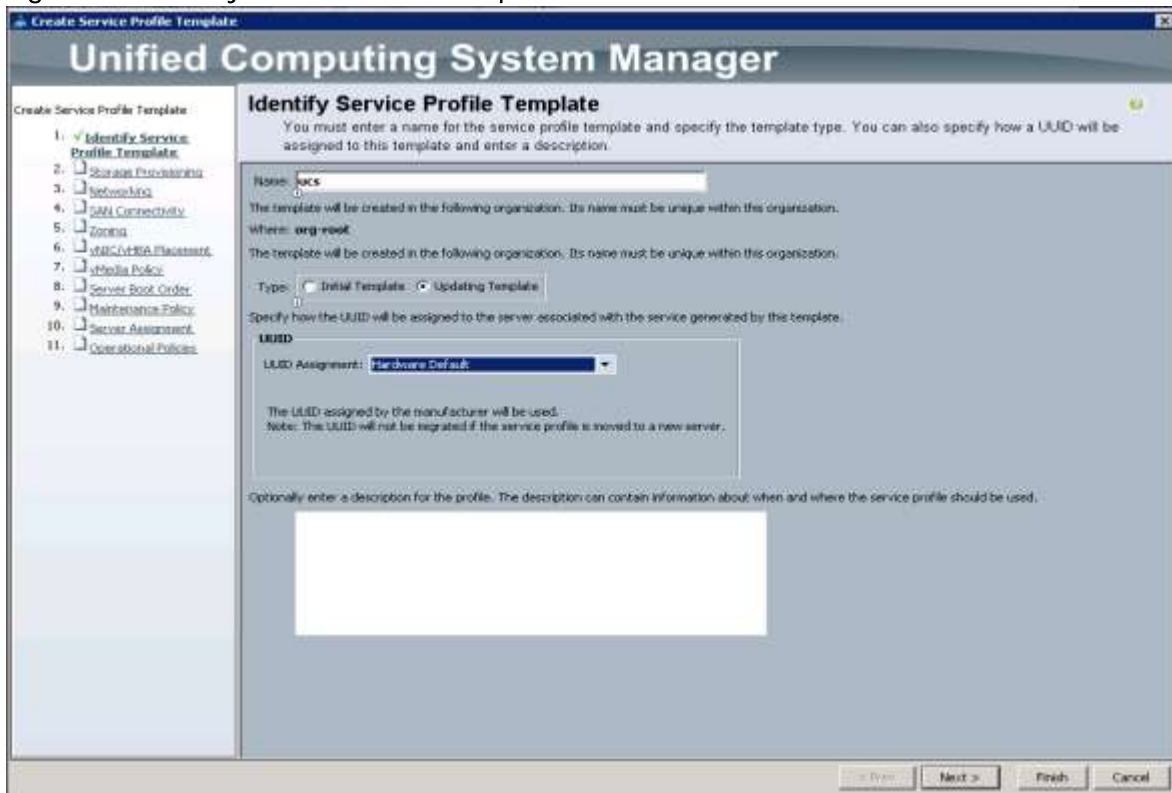 Create Service Profile Template
Unified Computing System Manager
Create Service Profile Template
1. √ Identify Service
Profile Template
2. Storage Provisioning
3. Networking
4. SAN Connectivity
5. Zoning
6. vNIC/vHBA Placement
7. vMedia Policy
8. Server Boot Order
9. Maintenance Policy
10. Server Assignment
11. Operational Policies
Identify Service Profile Template
You must enter a name for the service profile template and specify the template type. You can also specify how a UUID will be
assigned to this template and enter a description.
Name: ucs
The template will be created in the following organization. Its name must be unique within this organization.
Where: org-root
The template will be created in the following organization. Its name must be unique within this organization.
Type: Initial Template Updating Template
Specify how the UUID will be assigned to the server associated with the service generated by this template.
UUID
UUID Assignment: Hardware Default
The UUID assigned by the manufacturer will be used.
Note: This UUID will not be migrated if the service profile is moved to a new server.
Optionally enter a description for the profile. The description can contain information about when and where the service profile should be used.
< Prev Next > Finish Cancel